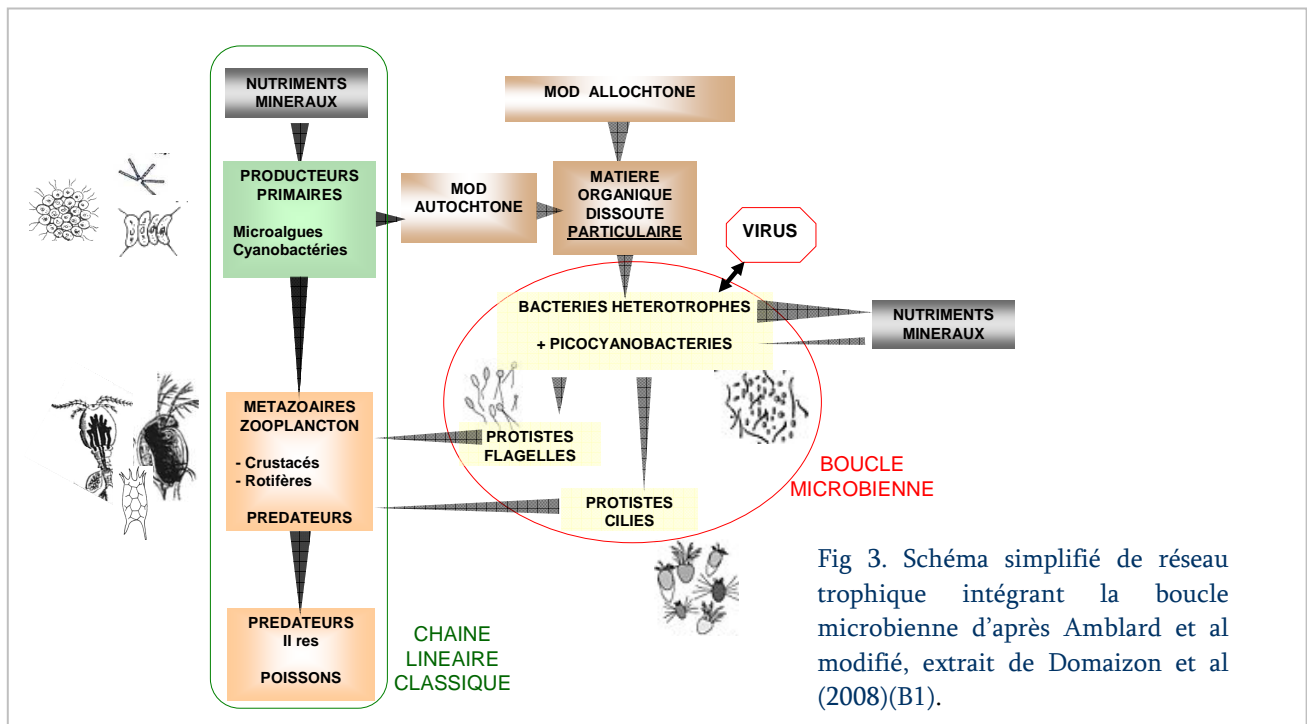 NUTRIMENTS
MINERAUX
PRODUCTEURS
PRIMAIRES
Microalgues
Cyanobactéries
METAZOAIRES
ZOOPLANCTON
- Crustacés
- Rotifères
PREDATEURS
PREDATEURS
II res
POISSONS
CHAINE
LINEAIRE
CLASSIQUE
MOD
AUTOCHTONE
MOD ALLOCHTONE
MATIERE
ORGANIQUE
DISSOUTE
PARTICULAIRE
VIRUS
BACTERIES HETEROTROPHES
+ PICOCYANOBACTERIES
NUTRIMENTS
MINERAUX
PROTISTES
FLAGELLES
PROTISTES
CILIES
BOUCLE
MICROBIENNE
Fig 3. Schéma simplifié de réseau
trophique intégrant la boucle
microbienne d'après Amblard et al
modifié, extrait de Domaizon et al
(2008)(B1).